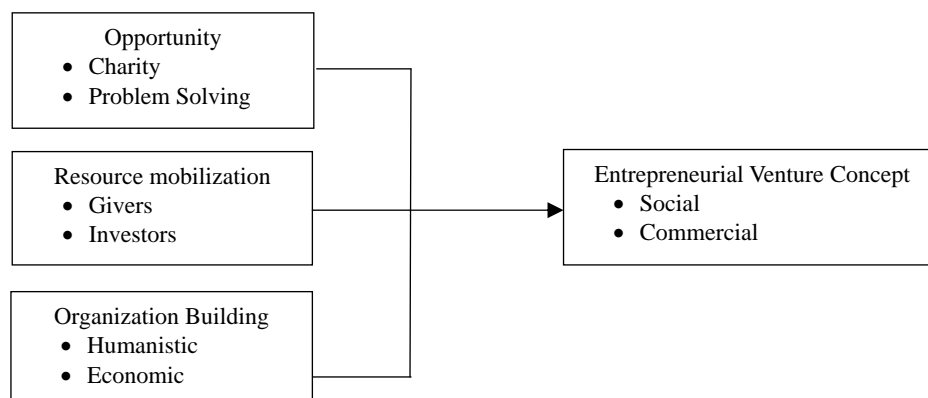 Opportunity
• Charity
• Problem Solving
Resource mobilization
• Givers
• Investors
Organization Building
• Humanistic
• Economic
Entrepreneurial Venture Concept
• Social
• Commercial